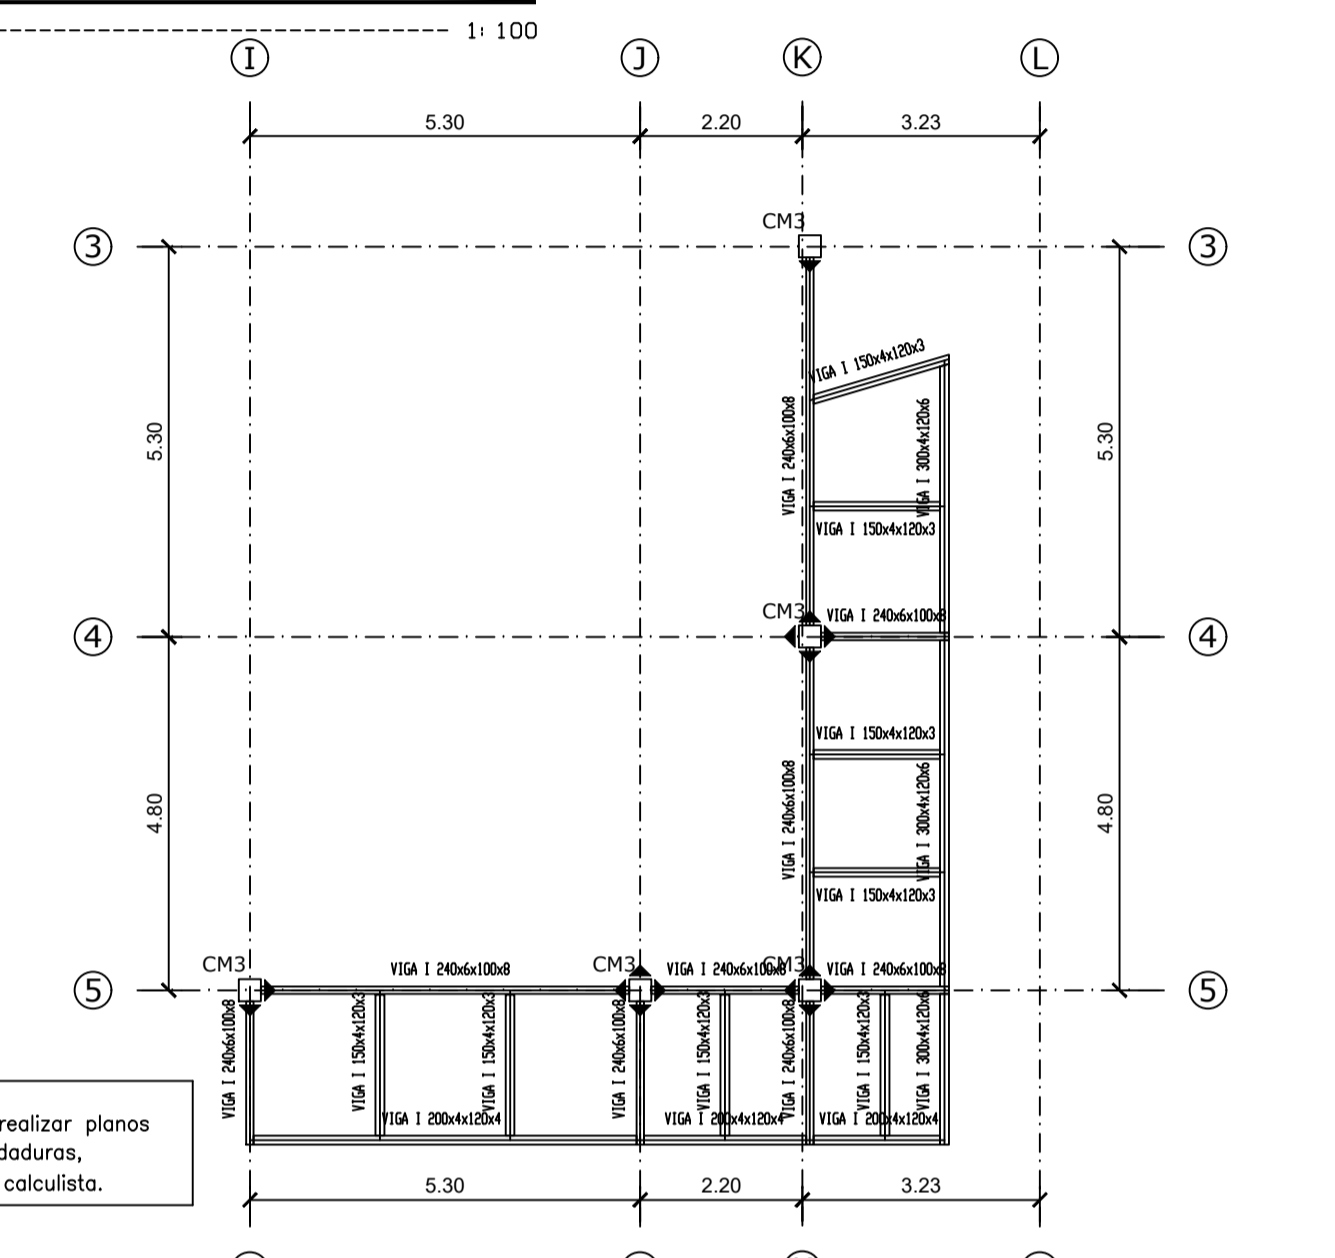 1: 100
I
J
K
L
5.30
2.20
3.23
CM3
3
3
VIGA I 150x4x120x3
VIGA I 240x6x100x8
VIGA I 300x4x120x6
5.30
5.30
VIGA I 150x4x120x3
CM3
VIGA I 240x6x100x8
4
4
VIGA I 150x4x120x3
VIGA I 240x6x100x8
VIGA I 300x4x120x6
4.80
4.80
VIGA I 150x4x120x3
CM3
VIGA I 240x6x100x8
CM3
VIGA I 240x6x100x8
CM3
VIGA I 240x6x100x8
5
5
VIGA I 240x6x100x8
VIGA I 150x4x120x3
VIGA I 150x4x120x3
VIGA I 240x6x100x8
VIGA I 150x4x120x3
VIGA I 240x6x100x8
VIGA I 150x4x120x3
VIGA I 300x4x120x6
VIGA I 200x4x120x4
VIGA I 200x4x120x4
VIGA I 200x4x120x4
realizar planos
daduras,
calculista.
5.30
2.20
3.23